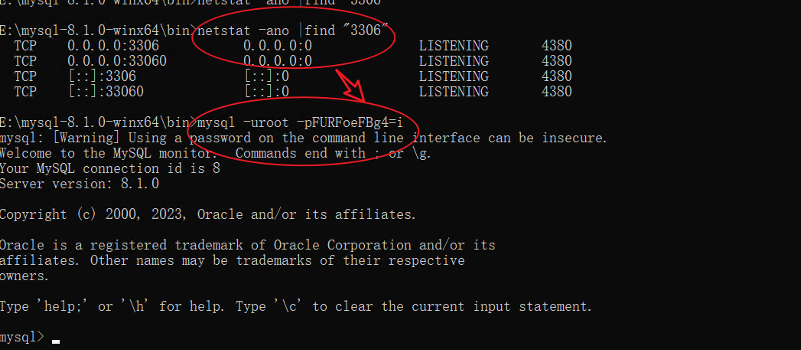 E:\mysql-8.1.0-winx64\bin>netstat -ano |find "3306"
E:\mysql-8.1.0-winx64\bin>netstat -ano |find "3306"
TCP 0.0.0.0:3306 0.0.0.0:0 LISTENING 4380
TCP 0.0.0.0:33060 0.0.0.0:0 LISTENING 4380
TCP [::]:3306 [::]:0 LISTENING 4380
TCP [::]:33060 [::]:0 LISTENING 4380
E:\mysql-8.1.0-winx64\bin>mysql -uroot -pFURFoeFBg4=i
mysql: [Warning] Using a password on the command line interface can be insecure.
Welcome to the MySQL monitor. Commands end with ; or \g.
Your MySQL connection id is 8
Server version: 8.1.0
Copyright (c) 2000, 2023, Oracle and/or its affiliates.
Oracle is a registered trademark of Oracle Corporation and/or its
affiliates. Other names may be trademarks of their respective
owners.
Type 'help;' or '\h' for help. Type '\c' to clear the current input statement.
mysql>